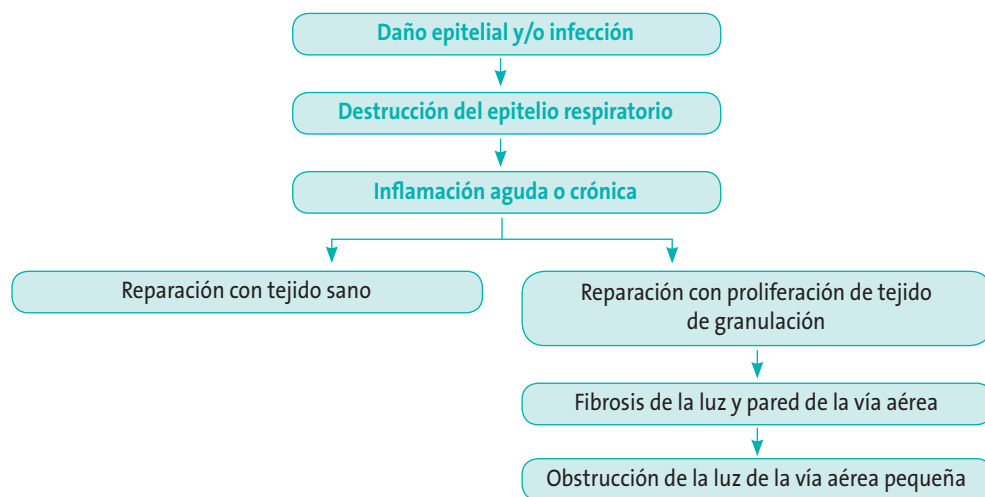 Daño epitelial y/o infección
Destrucción del epitelio respiratorio
Inflamación aguda o crónica
Reparación con tejido sano
Reparación con proliferación de tejido
de granulación
Fibrosis de la luz y pared de la vía aérea
Obstrucción de la luz de la vía aérea pequeña